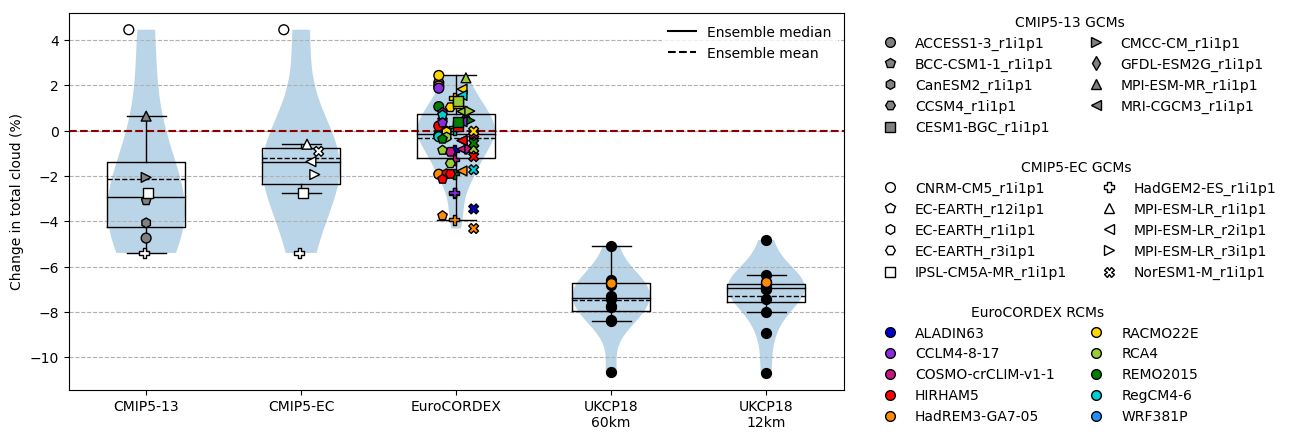 Change in total cloud (%)
4
2
0
−2
−4
−6
−8
−10
Ensemble median
Ensemble mean
CMIP5-13
CMIP5-EC
EuroCORDEX
UKCP18
60km
UKCP18
12km
CMIP5-13 GCMs
ACCESS1-3_r1i1p1
BCC-CSM1-1_r1i1p1
CanESM2_r1i1p1
CCSM4_r1i1p1
CESM1-BGC_r1i1p1
CMCC-CM_r1i1p1
GFDL-ESM2G_r1i1p1
MPI-ESM-MR_r1i1p1
MRI-CGCM3_r1i1p1
CMIP5-EC GCMs
CNRM-CM5_r1i1p1
EC-EARTH_r12i1p1
EC-EARTH_r1i1p1
EC-EARTH_r3i1p1
IPSL-CM5A-MR_r1i1p1
HadGEM2-ES_r1i1p1
MPI-ESM-LR_r1i1p1
MPI-ESM-LR_r2i1p1
MPI-ESM-LR_r3i1p1
NorESM1-M_r1i1p1
EuroCORDEX RCMs
ALADIN63
CCLM4-8-17
COSMO-crCLIM-v1-1
HIRHAM5
HadREM3-GA7-05
RACMO22E
RCA4
REMO2015
RegCM4-6
WRF381P